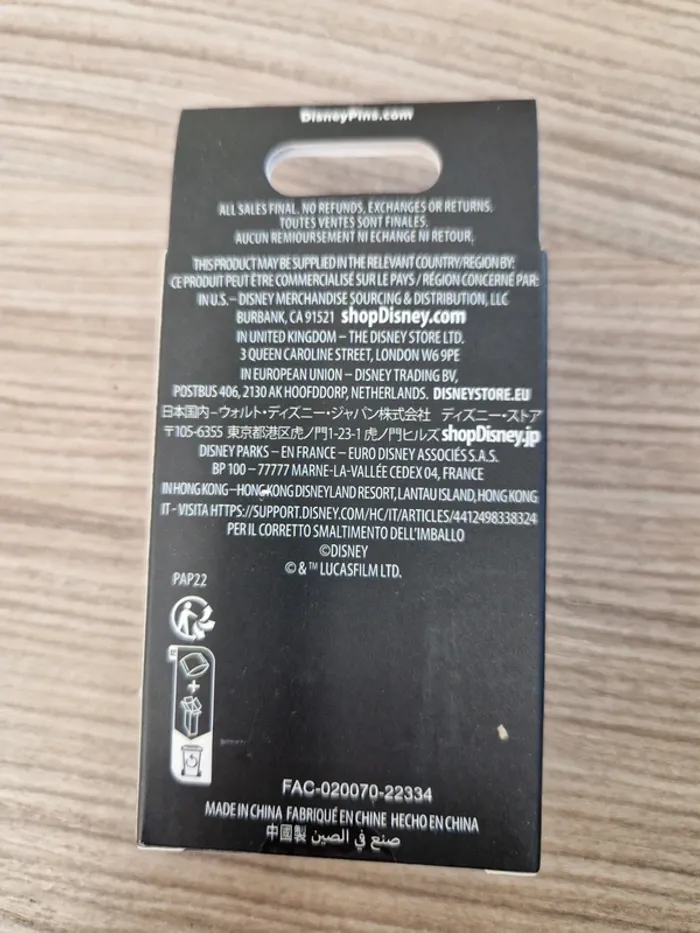 DisneyPins.com
ALL SALES FINAL. NO REFUNDS, EXCHANGES OR RETURNS.
TOUTES VENTES SONT FINALES.
AUCUN REMIOURSEMENT NI ECHANGE NI RETOUR.
THIS PRODUCT MAY BE SUPPLIED IN THE RELEVANT COUNTRY/REGION BY:
CE PRODUIT PEUT ÊTRE COMMERCIALISÉ SUR LE PAYS / RÉGION CONCERNÉ PAR:
IN U.S. – DISNEY MERCHANDISE SOURCING & DISTRIBUTION, LLC
BURBANK, CA 91521 shopDisney.com
IN UNITED KINGDOM – THE DISNEY STORE LTD.
3 QUEEN CAROLINE STREET, LONDON W6 9PE
IN EUROPEAN UNION – DISNEY TRADING BV,
POSTBUS 406, 2130 AK HOOFDDORP, NETHERLANDS. DISNEYSTORE.EU
日本国内–ウォルト・ディズニー・ジャパン株式会社 ディズニー・ストア
〒105-6355 東京都港区虎ノ門1-23-1 虎ノ門ヒルズ shopDisney.jp
DISNEY PARKS – EN FRANCE – EURO DISNEY ASSOCIÉS S.A.S.
BP 100 – 77777 MARNE-LA-VALLÉE CEDEX 04, FRANCE
IN HONG KONG – HONG KONG DISNEYLAND RESORT, LANTAU ISLAND, HONG KONG
IT - VISITA HTTPS://SUPPORT.DISNEY.COM/HC/IT/ARTICLES/4412498338324
PER IL CORRETTO SMALTIMENTO DELL'IMBALLO
©DISNEY
© & ™ LUCASFILM LTD.
PAP22
FR
+
FAC-020070-22334
MADE IN CHINA FABRIQUÉ EN CHINE HECHO EN CHINA
中國製 صنع في الصين